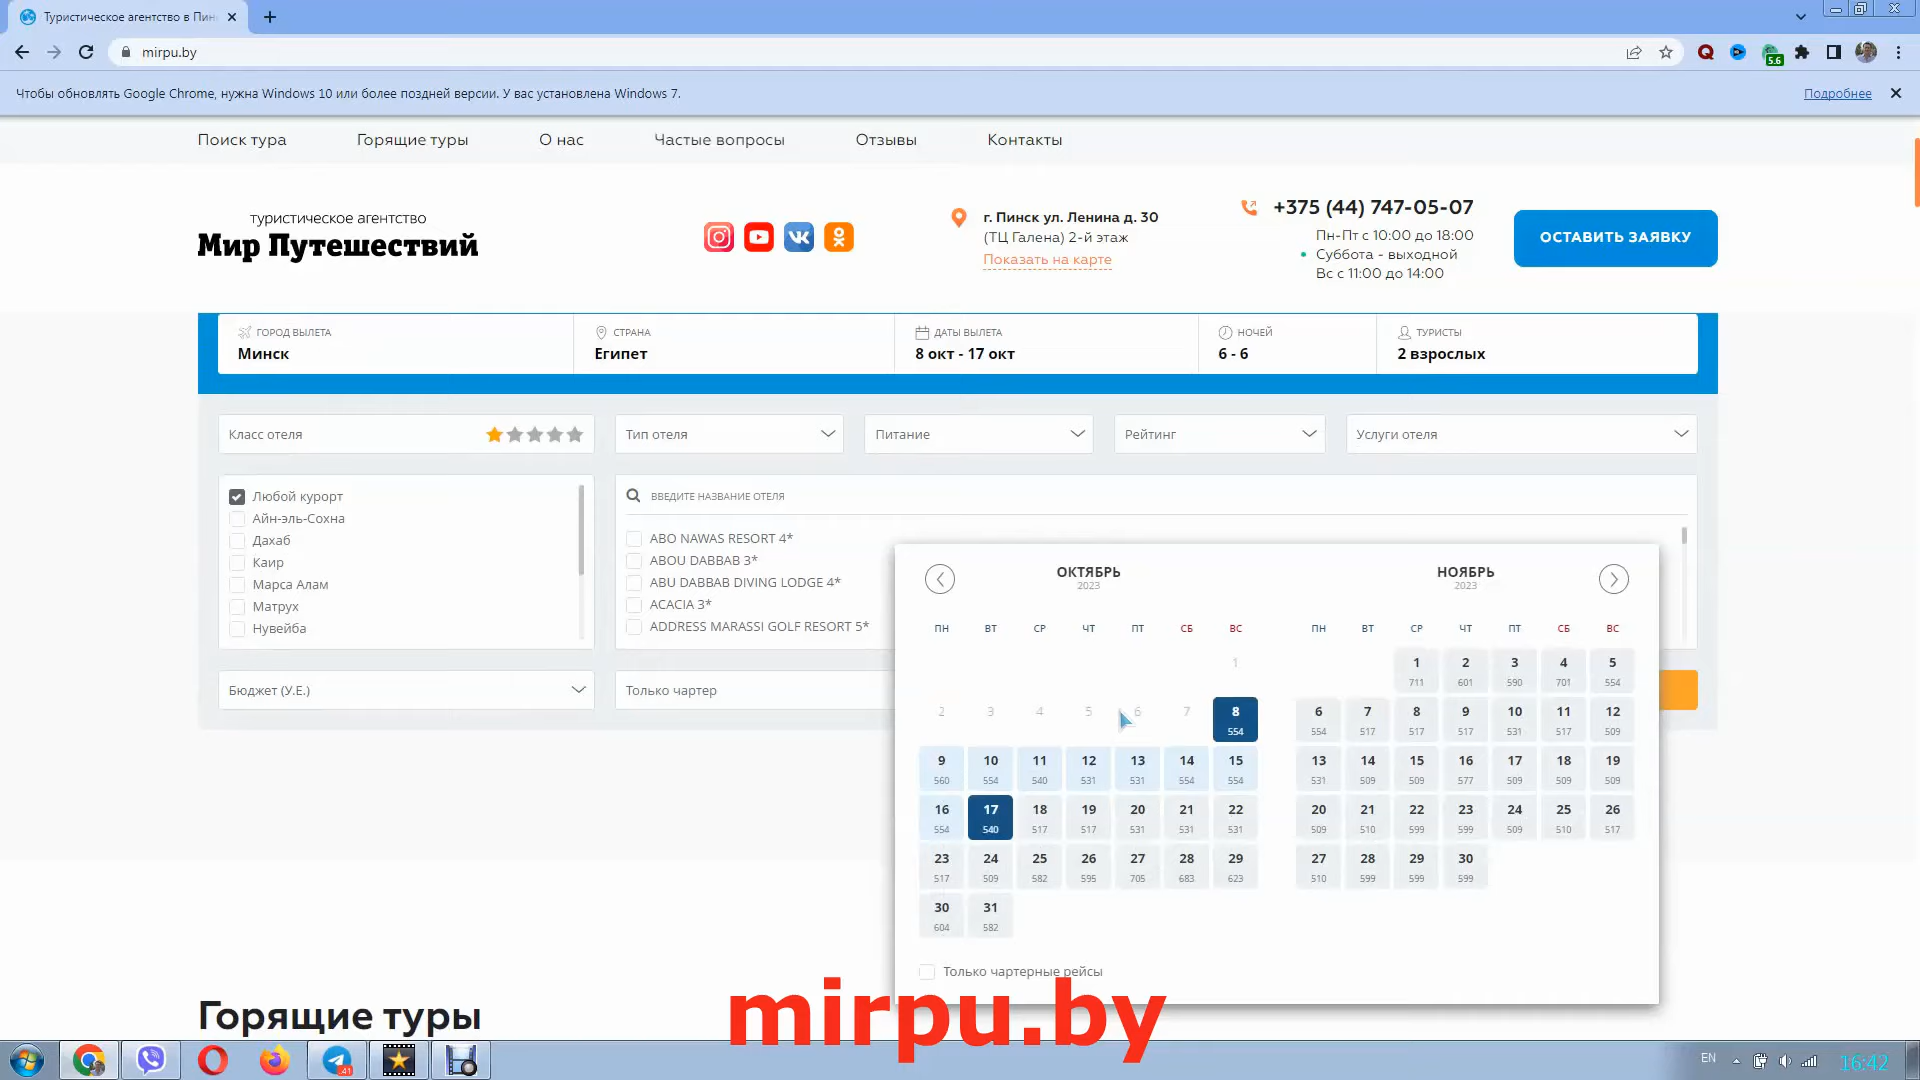 Туристическое агентство в Пин
mirpu.by
5.6
Чтобы обновлять Google Chrome, нужна Windows 10 или более поздней версии. У вас установлена Windows 7.
Подробнее
Поиск тура
Горящие туры
О нас
Частые вопросы
Отзывы
Контакты
туристическое агентство
Мир Путешествий
г. Пинск ул. Ленина д. 30
(ТЦ Галена) 2-й этаж
Показать на карте
+375 (44) 747-05-07
Пн-Пт с 10:00 до 18:00
Суббота - выходной
Вс с 11:00 до 14:00
ОСТАВИТЬ ЗАЯВКУ
ГОРОД ВЫЛЕТА
Минск
СТРАНА
Египет
ДАТЫ ВЫЛЕТА
8 окт - 17 окт
НОЧЕЙ
6 - 6
ТУРИСТЫ
2 взрослых
Класс отеля
Тип отеля
Питание
Рейтинг
Услуги отеля
Любой курорт
Айн-эль-Сохна
Дахаб
Каир
Марса Алам
Матрух
Нувейба
ВВЕДИТЕ НАЗВАНИЕ ОТЕЛЯ
ABO NAWAS RESORT 4*
ABOU DABBAB 3*
ABU DABBAB DIVING LODGE 4*
ACACIA 3*
ADDRESS MARASSI GOLF RESORT 5*
Бюджет (У.Е.)
Только чартер
ОКТЯБРЬ
2023
ПН ВТ СР ЧТ ПТ СБ ВС
1
2 3 4 5 6 7 8
554
9 10 11 12 13 14 15
560 554 540 531 531 554 554
16 17 18 19 20 21 22
554 540 517 517 531 531 531
23 24 25 26 27 28 29
517 509 582 595 705 683 623
30 31
604 582
НОЯБРЬ
2023
ПН ВТ СР ЧТ ПТ СБ ВС
1 2 3 4 5
711 601 590 701 554
6 7 8 9 10 11 12
554 517 517 517 531 517 509
13 14 15 16 17 18 19
531 509 509 577 509 509 509
20 21 22 23 24 25 26
509 510 599 599 509 510 517
27 28 29 30
510 599 599 599
Только чартерные рейсы
Горящие туры
mirpu.by
41
EN
16:42